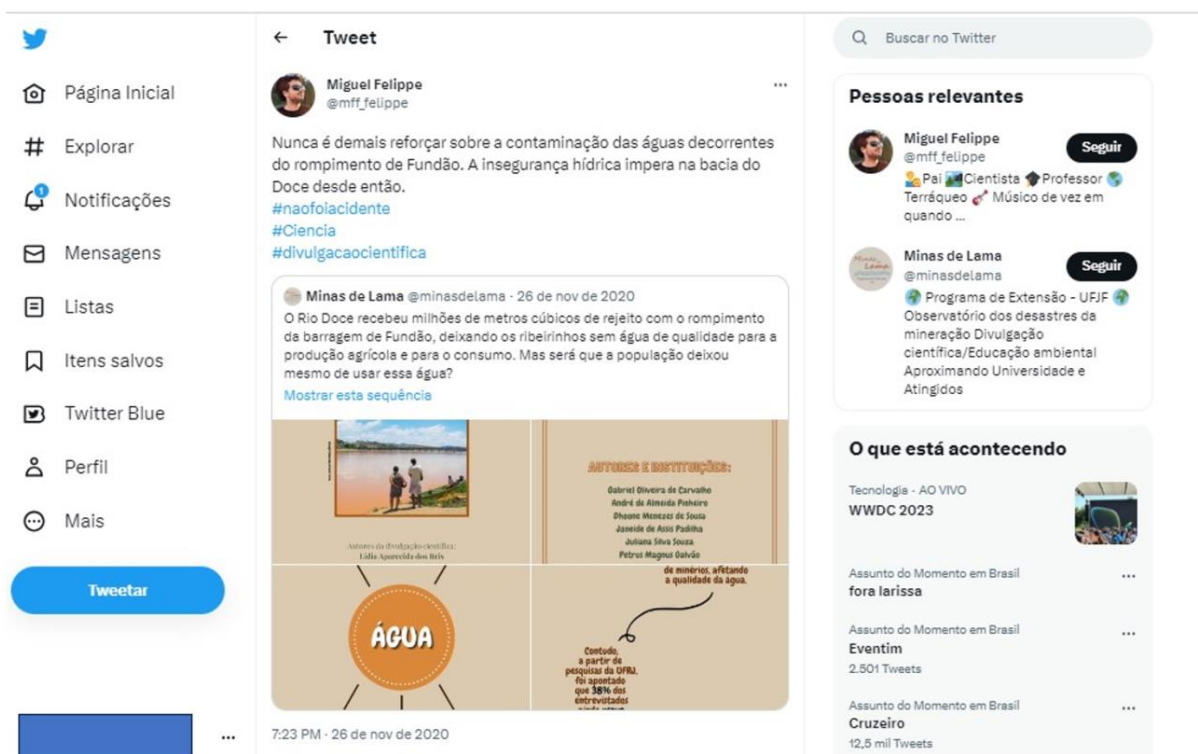 Tweet
Buscar no Twitter
Página Inicial
Explorar
1
Notificações
Mensagens
Listas
Itens salvos
Twitter Blue
Perfil
Mais
Tweetar
Miguel Felippe
@mff_felippe
Nunca é demais reforçar sobre a contaminação das águas decorrentes
do rompimento de Fundão. A insegurança hídrica impera na bacia do
Doce desde então.
#naofoiacidente
#Ciencia
#divulgacaocientifica
Minas de Lama @minasdelama · 26 de nov de 2020
O Rio Doce recebeu milhões de metros cúbicos de rejeito com o rompimento
da barragem de Fundão, deixando os ribeirinhos sem água de qualidade para a
produção agrícola e para o consumo. Mas será que a população deixou
mesmo de usar essa água?
Mostrar esta sequência
Autores da divulgação científica:
Lídia Aparecida dos Reis
AUTORES E INSTITUIÇÕES:
Gabriel Oliveira de Carvalho
André de Almeida Pinheiro
Dhoone Menezes de Sousa
Janeide de Assis Padilha
Juliana Silva Souza
Petrus Magnus Galvão
ÁGUA
de minérios, afetando
a qualidade da água.
Contudo,
a partir de
pesquisas da UFRJ,
foi apontado
que 38% dos
entrevistados
7:23 PM · 26 de nov de 2020
Pessoas relevantes
Miguel Felippe
@mff_felippe
Seguir
Pai Cientista Professor
Terráqueo Músico de vez em
quando ...
Minas de Lama
@minasdelama
Seguir
Programa de Extensão - UFJF
Observatório dos desastres da
mineração Divulgação
científica/Educação ambiental
Aproximando Universidade e
Atingidos
O que está acontecendo
Tecnologia · AO VIVO
WWDC 2023
Assunto do Momento em Brasil
fora larissa
Assunto do Momento em Brasil
Eventim
2.501 Tweets
Assunto do Momento em Brasil
Cruzeiro
12,5 mil Tweets